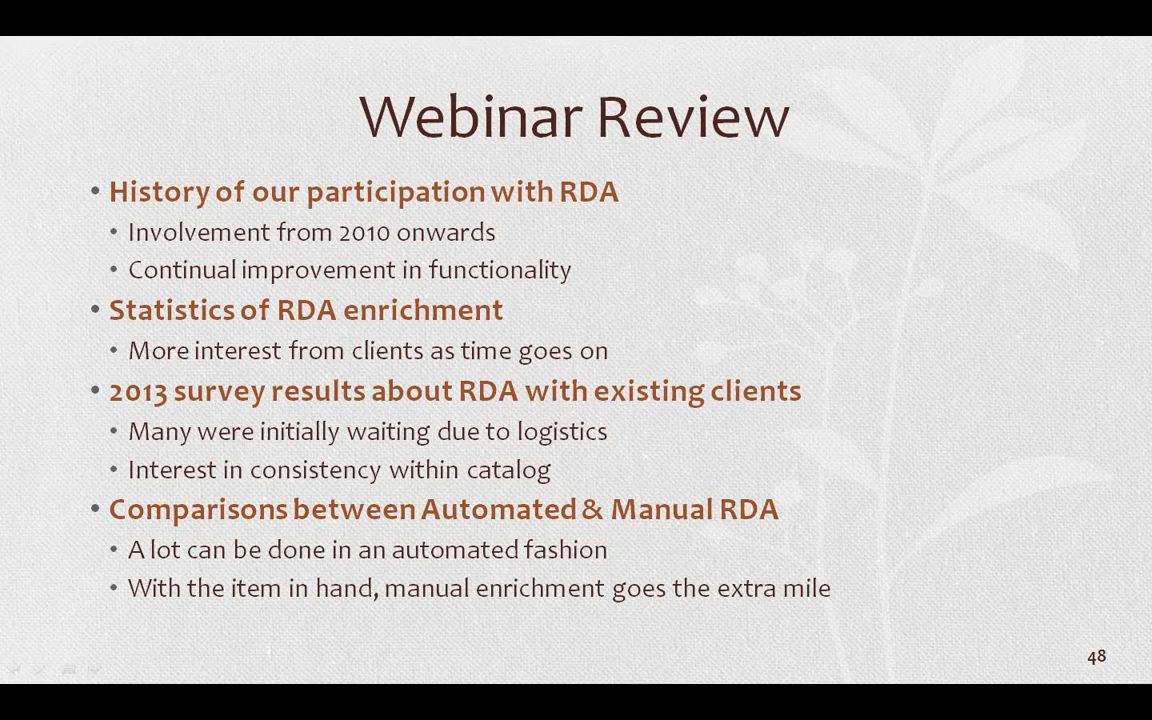 Webinar Review
• History of our participation with RDA
• Involvement from 2010 onwards
• Continual improvement in functionality
• Statistics of RDA enrichment
• More interest from clients as time goes on
• 2013 survey results about RDA with existing clients
• Many were initially waiting due to logistics
• Interest in consistency within catalog
• Comparisons between Automated & Manual RDA
• A lot can be done in an automated fashion
• With the item in hand, manual enrichment goes the extra mile
48